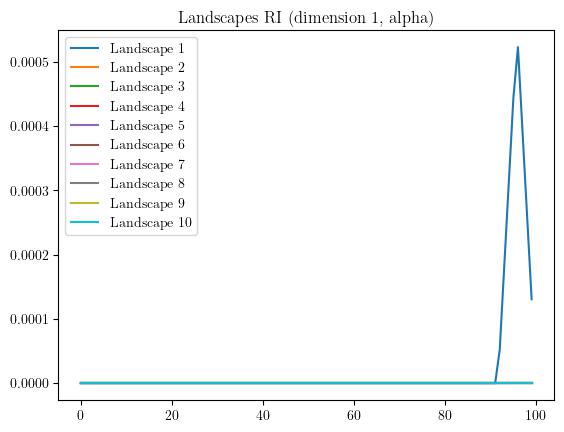 Landscapes RI (dimension 1, alpha)
0.0005
0.0004
0.0003
0.0002
0.0001
0.0000
Landscape 1
Landscape 2
Landscape 3
Landscape 4
Landscape 5
Landscape 6
Landscape 7
Landscape 8
Landscape 9
Landscape 10
0 20 40 60 80 100